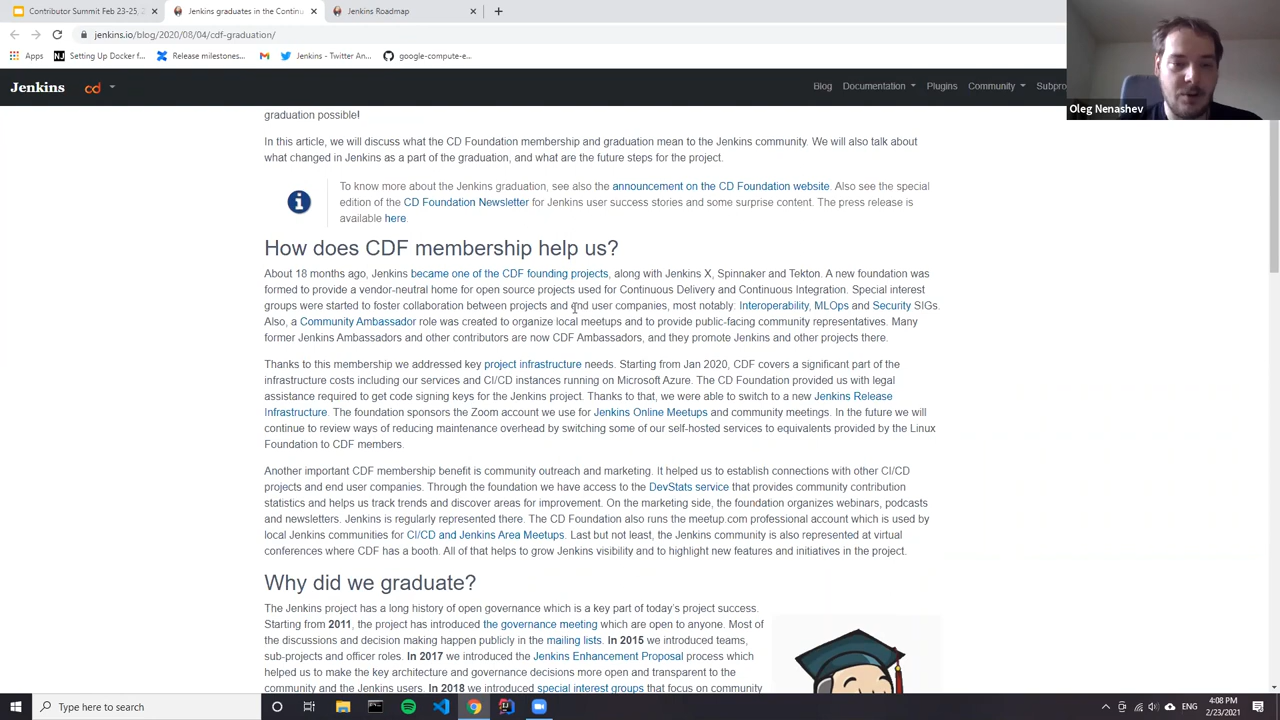 Contributor Summit Feb 23-25, 2
Jenkins graduates in the Continu
Jenkins Roadmap
jenkins.io/blog/2020/08/04/cdf-graduation/
Apps
Setting Up Docker f...
Release milestones...
Jenkins - Twitter An...
google-compute-e...
Jenkins
cd
Blog
Documentation
Plugins
Community
Subpro
Oleg Nenashev
graduation possible!
In this article, we will discuss what the CD Foundation membership and graduation mean to the Jenkins community. We will also talk about
what changed in Jenkins as a part of the graduation, and what are the future steps for the project.
To know more about the Jenkins graduation, see also the announcement on the CD Foundation website. Also see the special
edition of the CD Foundation Newsletter for Jenkins user success stories and some surprise content. The press release is
available here.
How does CDF membership help us?
About 18 months ago, Jenkins became one of the CDF founding projects, along with Jenkins X, Spinnaker and Tekton. A new foundation was
formed to provide a vendor-neutral home for open source projects used for Continuous Delivery and Continuous Integration. Special interest
groups were started to foster collaboration between projects and end user companies, most notably: Interoperability, MLOps and Security SIGs.
Also, a Community Ambassador role was created to organize local meetups and to provide public-facing community representatives. Many
former Jenkins Ambassadors and other contributors are now CDF Ambassadors, and they promote Jenkins and other projects there.
Thanks to this membership we addressed key project infrastructure needs. Starting from Jan 2020, CDF covers a significant part of the
infrastructure costs including our services and CI/CD instances running on Microsoft Azure. The CD Foundation provided us with legal
assistance required to get code signing keys for the Jenkins project. Thanks to that, we were able to switch to a new Jenkins Release
Infrastructure. The foundation sponsors the Zoom account we use for Jenkins Online Meetups and community meetings. In the future we will
continue to review ways of reducing maintenance overhead by switching some of our self-hosted services to equivalents provided by the Linux
Foundation to CDF members.
Another important CDF membership benefit is community outreach and marketing. It helped us to establish connections with other CI/CD
projects and end user companies. Through the foundation we have access to the DevStats service that provides community contribution
statistics and helps us track trends and discover areas for improvement. On the marketing side, the foundation organizes webinars, podcasts
and newsletters. Jenkins is regularly represented there. The CD Foundation also runs the meetup.com professional account which is used by
local Jenkins communities for CI/CD and Jenkins Area Meetups. Last but not least, the Jenkins community is also represented at virtual
conferences where CDF has a booth. All of that helps to grow Jenkins visibility and to highlight new features and initiatives in the project.
Why did we graduate?
The Jenkins project has a long history of open governance which is a key part of today's project success.
Starting from 2011, the project has introduced the governance meeting which are open to anyone. Most of
the discussions and decision making happen publicly in the mailing lists. In 2015 we introduced teams,
sub-projects and officer roles. In 2017 we introduced the Jenkins Enhancement Proposal process which
helped us to make the key architecture and governance decisions more open and transparent to the
community and the Jenkins users. In 2018 we introduced special interest groups that focus on community
Type here to search
ENG
4:08 PM
2/23/2021